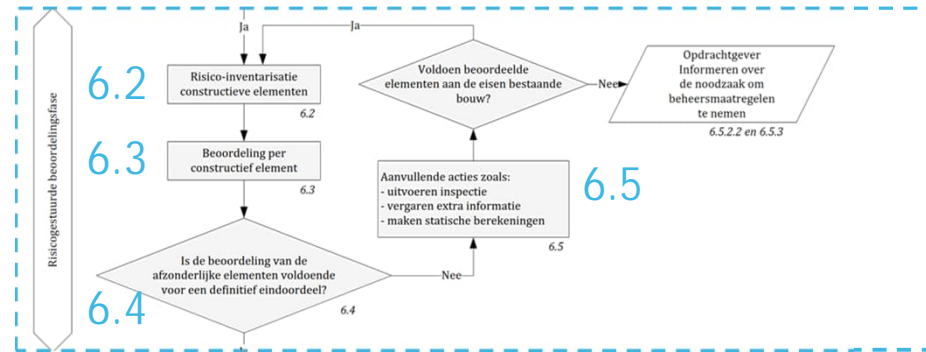 Risicogestuurde beoordelingsfase
Ja
6.2
Risico-inventarisatie
constructieve elementen
6.2
6.3
Beoordeling per
constructief element
6.3
Is de beoordeling van de
afzonderlijke elementen voldoende
voor een definitief eindoordeel?
6.4
6.4
Nee
Aanvullende acties zoals:
- uitvoeren inspectie
- vergaren extra informatie
- maken statische berekeningen
6.5
6.5
Voldoen beoordeelde
elementen aan de eisen bestaande
bouw?
Ja
Nee
Opdrachtgever
Informeren over
de noodzaak om
beheersmaatregelen
te nemen
6.5.2.2 en 6.5.3